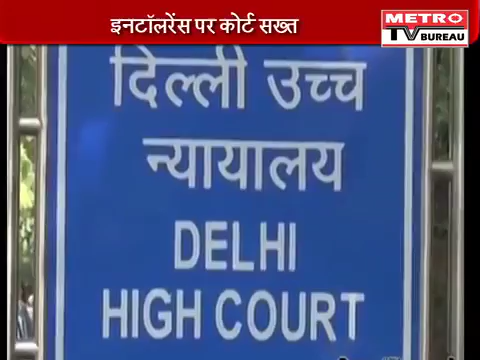 इनटॉलरेंस पर कोर्ट सख्त
METRO
TV BUREAU
दिल्ली उच्च
न्यायालय
DELHI
HIGH COURT